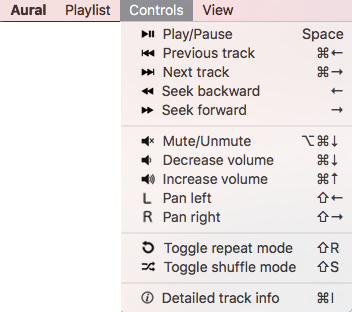 Aural Playlist Controls View
Play/Pause Space
Previous track ⌘←
Next track ⌘→
Seek backward ←
Seek forward →
Mute/Unmute ⌥⌘↓
Decrease volume ⌘↓
Increase volume ⌘↑
L Pan left ⇧←
R Pan right ⇧→
Toggle repeat mode ⇧R
Toggle shuffle mode ⇧S
Detailed track info ⌘I